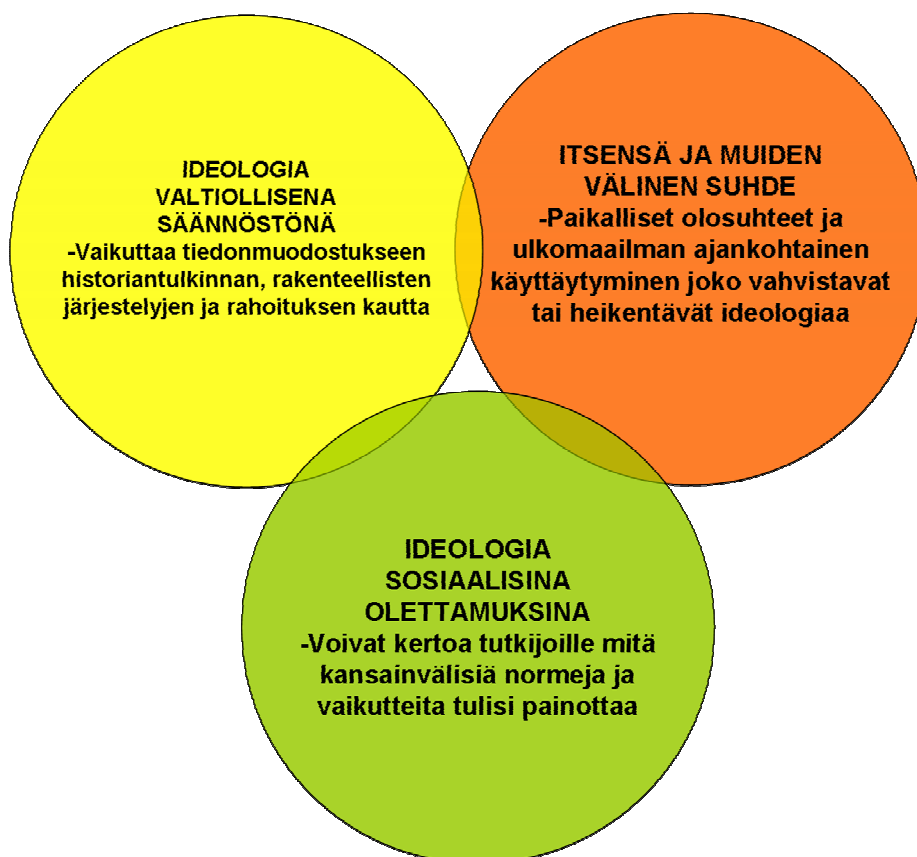 IDEOLOGIA
VALTIOLLISENA
SÄÄNNÖSTÖNÄ
-Vaikuttaa tiedonmuodostukseen
historiantulkinnan, rakenteellisten
järjestelyjen ja rahoituksen kautta
ITSENSÄ JA MUIDEN
VÄLINEN SUHDE
-Paikalliset olosuhteet ja
ulkomaailman ajankohtainen
käyttäytyminen joko vahvistavat
tai heikentävät ideologiaa
IDEOLOGIA
SOSIAALISINA
OLETTAMUKSINA
-Voivat kertoa tutkijoille mitä
kansainvälisiä normeja ja
vaikutteita tulisi painottaa